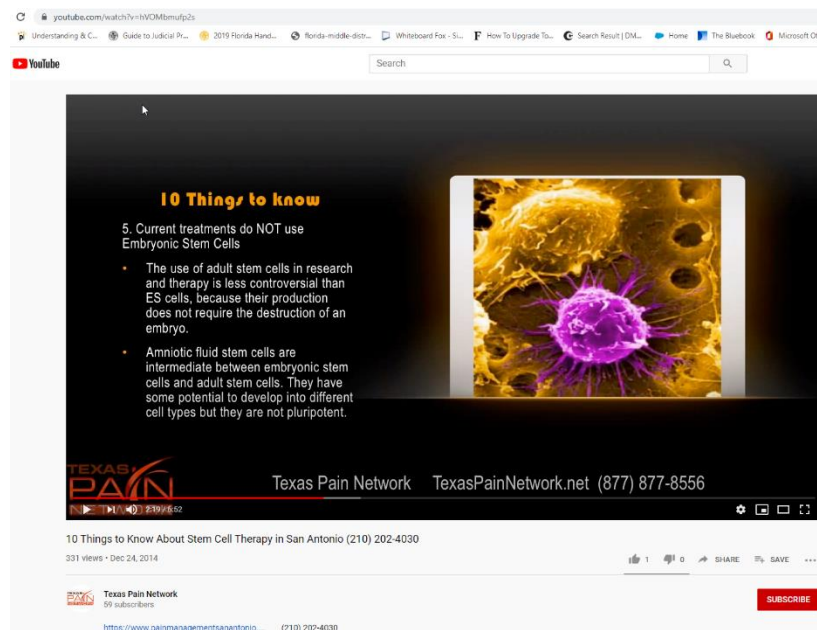 youtube.com/watch?v=hVOMbmufp2s
Understanding & C... Guide to Judicial Pr... 2019 Florida Hand... florida-middle-distr... Whiteboard Fox - Si... How To Upgrade To... Search Result | DM... Home The Bluebook Microsoft Of
YouTube
Search
10 Things to know
5. Current treatments do NOT use
Embryonic Stem Cells
• The use of adult stem cells in research
and therapy is less controversial than
ES cells, because their production
does not require the destruction of an
embryo.
• Amniotic fluid stem cells are
intermediate between embryonic stem
cells and adult stem cells. They have
some potential to develop into different
cell types but they are not pluripotent.
TEXAS
PAIN
NETWORK
Texas Pain Network TexasPainNetwork.net (877) 877-8556
2:19 / 6:52
10 Things to Know About Stem Cell Therapy in San Antonio (210) 202-4030
331 views • Dec 24, 2014
1 0 SHARE SAVE ...
Texas Pain Network
59 subscribers
SUBSCRIBE
https://www.painmanagementsanantonio.... (210) 202-4030